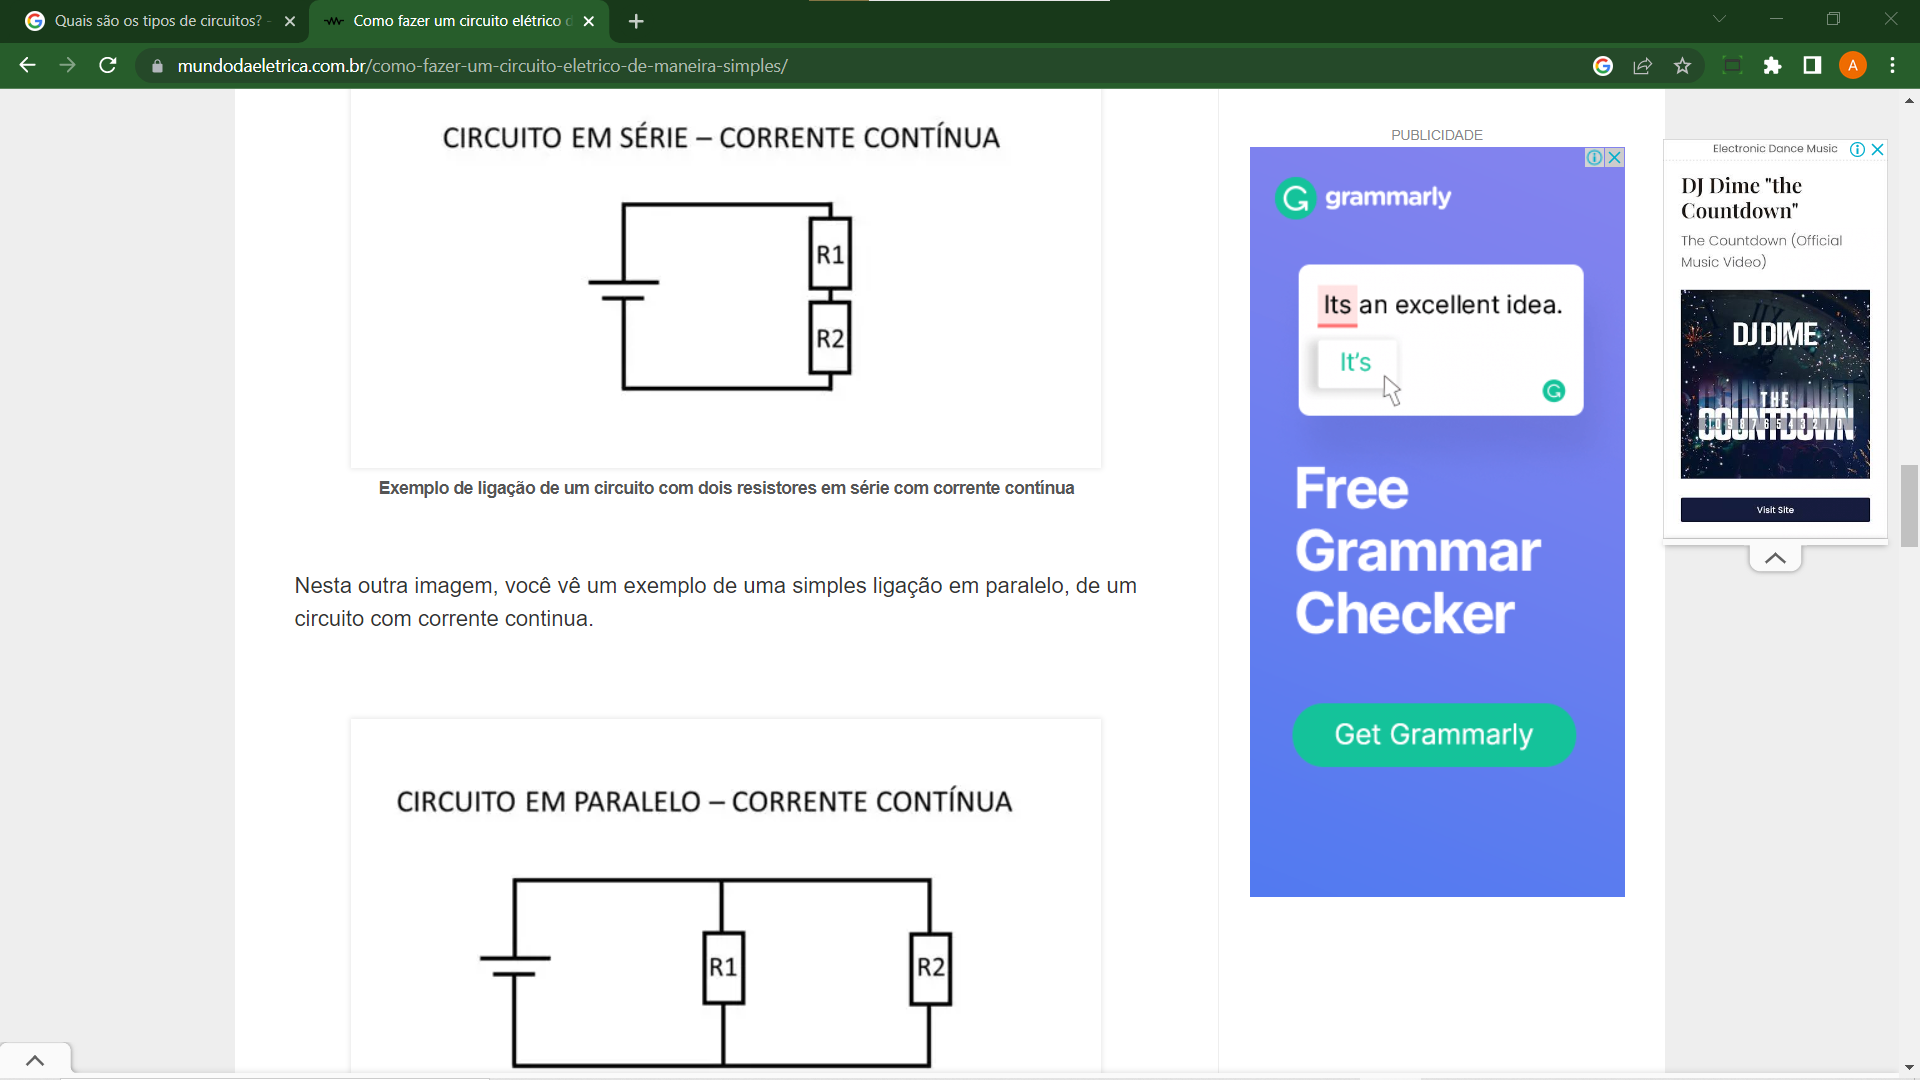 Quais são os tipos de circuitos? -
Como fazer um circuito elétrico d
mundodaeletrica.com.br/como-fazer-um-circuito-eletrico-de-maneira-simples/
A
CIRCUITO EM SÉRIE – CORRENTE CONTÍNUA
R1
R2
Exemplo de ligação de um circuito com dois resistores em série com corrente contínua
Nesta outra imagem, você vê um exemplo de uma simples ligação em paralelo, de um
circuito com corrente continua.
CIRCUITO EM PARALELO – CORRENTE CONTÍNUA
R1
R2
PUBLICIDADE
grammarly
Its an excellent idea.
It's
Free
Grammar
Checker
Get Grammarly
Electronic Dance Music
DJ Dime "the
Countdown"
The Countdown (Official
Music Video)
DJ DIME
THE
COUNTDOWN
Visit Site